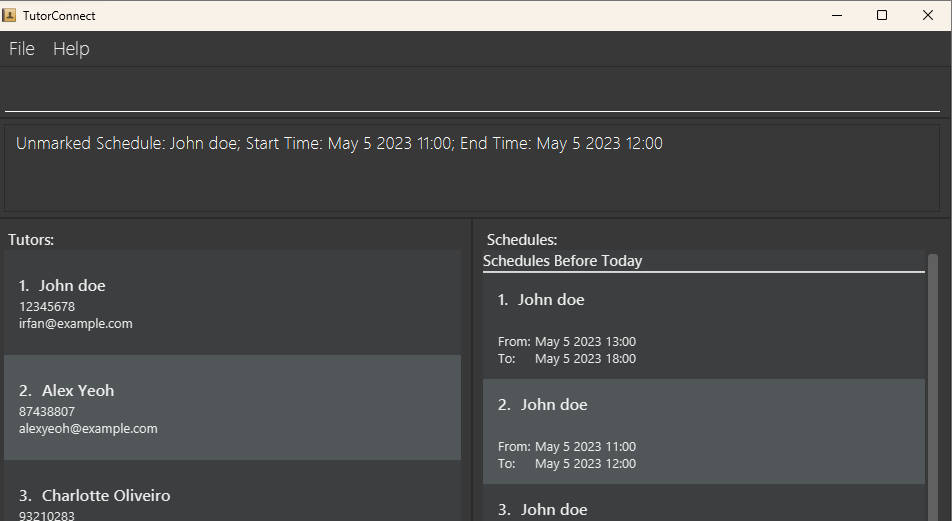 TutorConnect
File Help
Unmarked Schedule: John doe; Start Time: May 5 2023 11:00; End Time: May 5 2023 12:00
Tutors:
1. John doe
12345678
irfan@example.com
2. Alex Yeoh
87438807
alexyeoh@example.com
3. Charlotte Oliveiro
93210283
Schedules:
Schedules Before Today
1. John doe
From: May 5 2023 13:00
To: May 5 2023 18:00
2. John doe
From: May 5 2023 11:00
To: May 5 2023 12:00
3. John doe